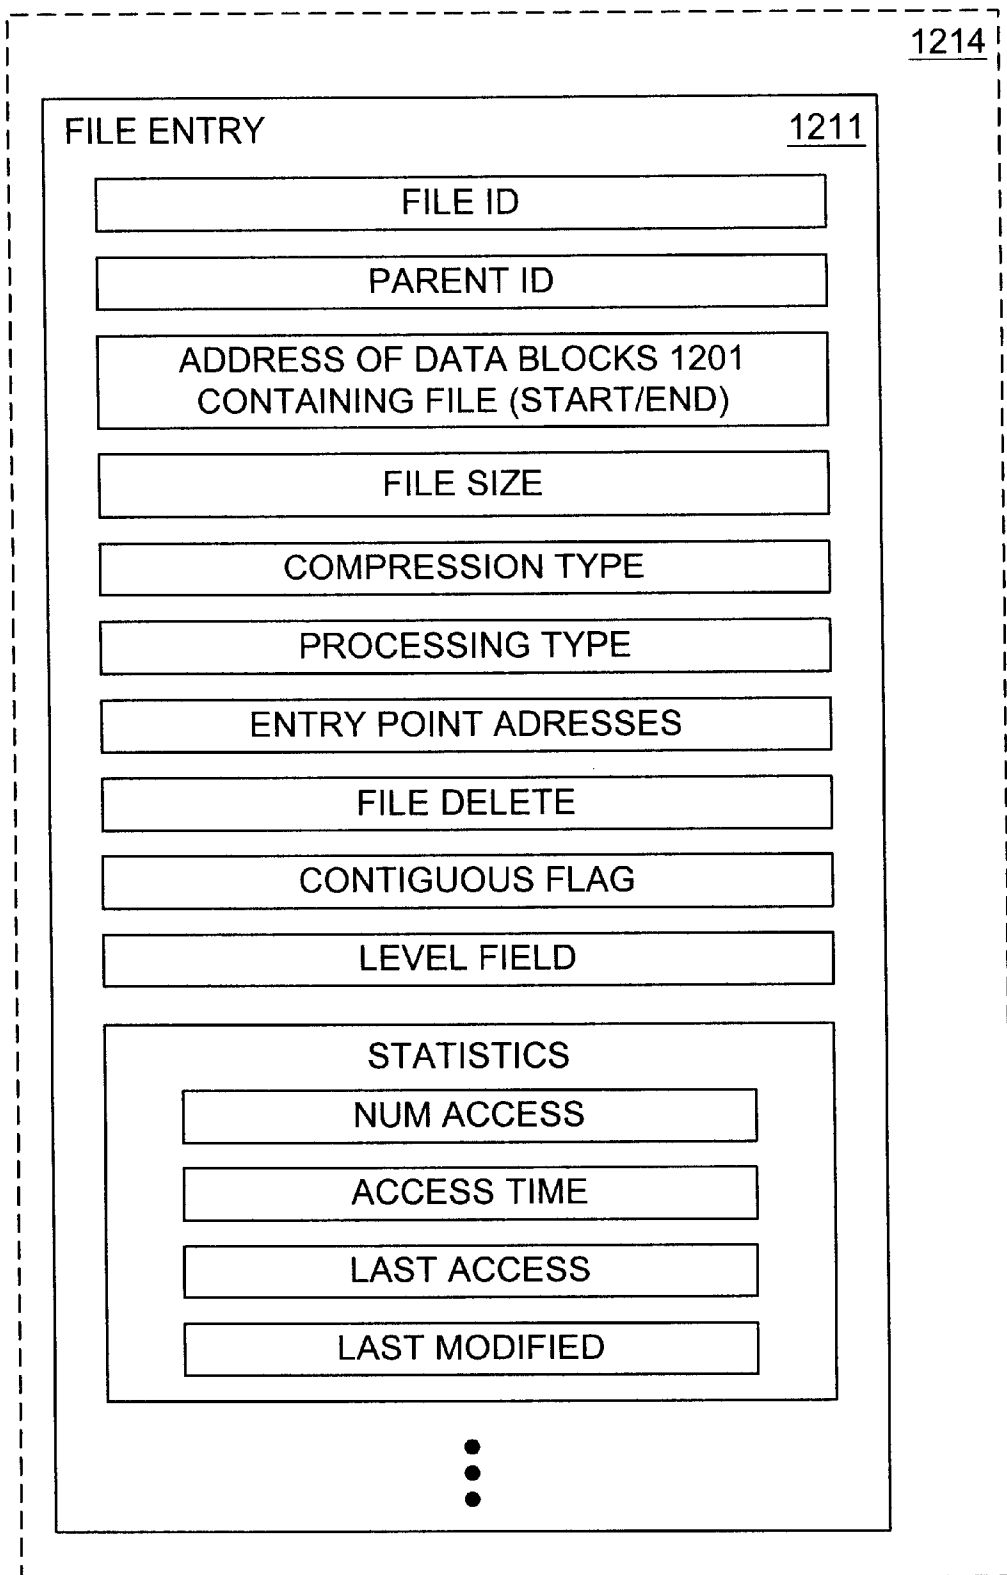 1214
FILE ENTRY 1211
FILE ID
PARENT ID
ADDRESS OF DATA BLOCKS 1201
CONTAINING FILE (START/END)
FILE SIZE
COMPRESSION TYPE
PROCESSING TYPE
ENTRY POINT ADRESSES
FILE DELETE
CONTIGUOUS FLAG
LEVEL FIELD
STATISTICS
NUM ACCESS
ACCESS TIME
LAST ACCESS
LAST MODIFIED